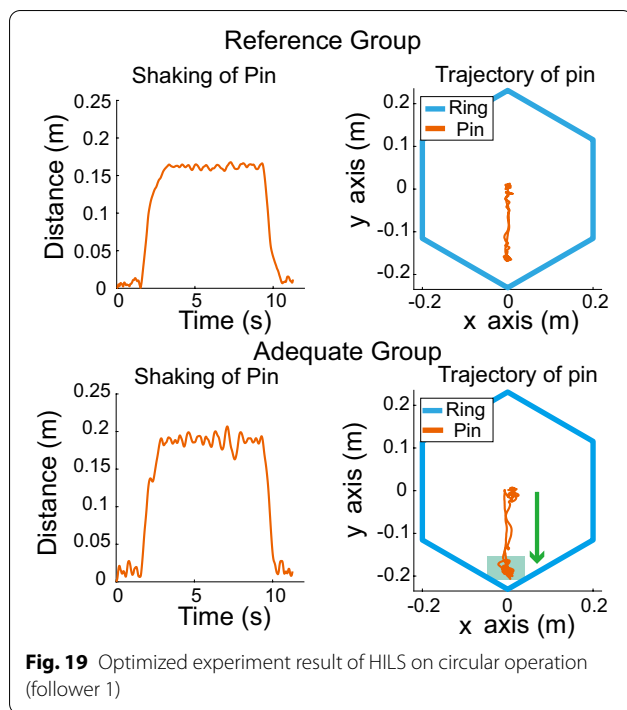 Reference Group
Shaking of Pin
Distance (m)
0.25
0.2
0.15
0.1
0.05
0
0
5
10
Time (s)
Trajectory of pin
Ring
Pin
y axis (m)
0.2
0.1
0
-0.1
-0.2
-0.2
0
0.2
x axis (m)
Adequate Group
Shaking of Pin
Distance (m)
0.25
0.2
0.15
0.1
0.05
0
0
5
10
Time (s)
Trajectory of pin
Ring
Pin
y axis (m)
0.2
0.1
0
-0.1
-0.2
-0.2
0
0.2
x axis (m)
Fig. 19 Optimized experiment result of HILS on circular operation
(follower 1)